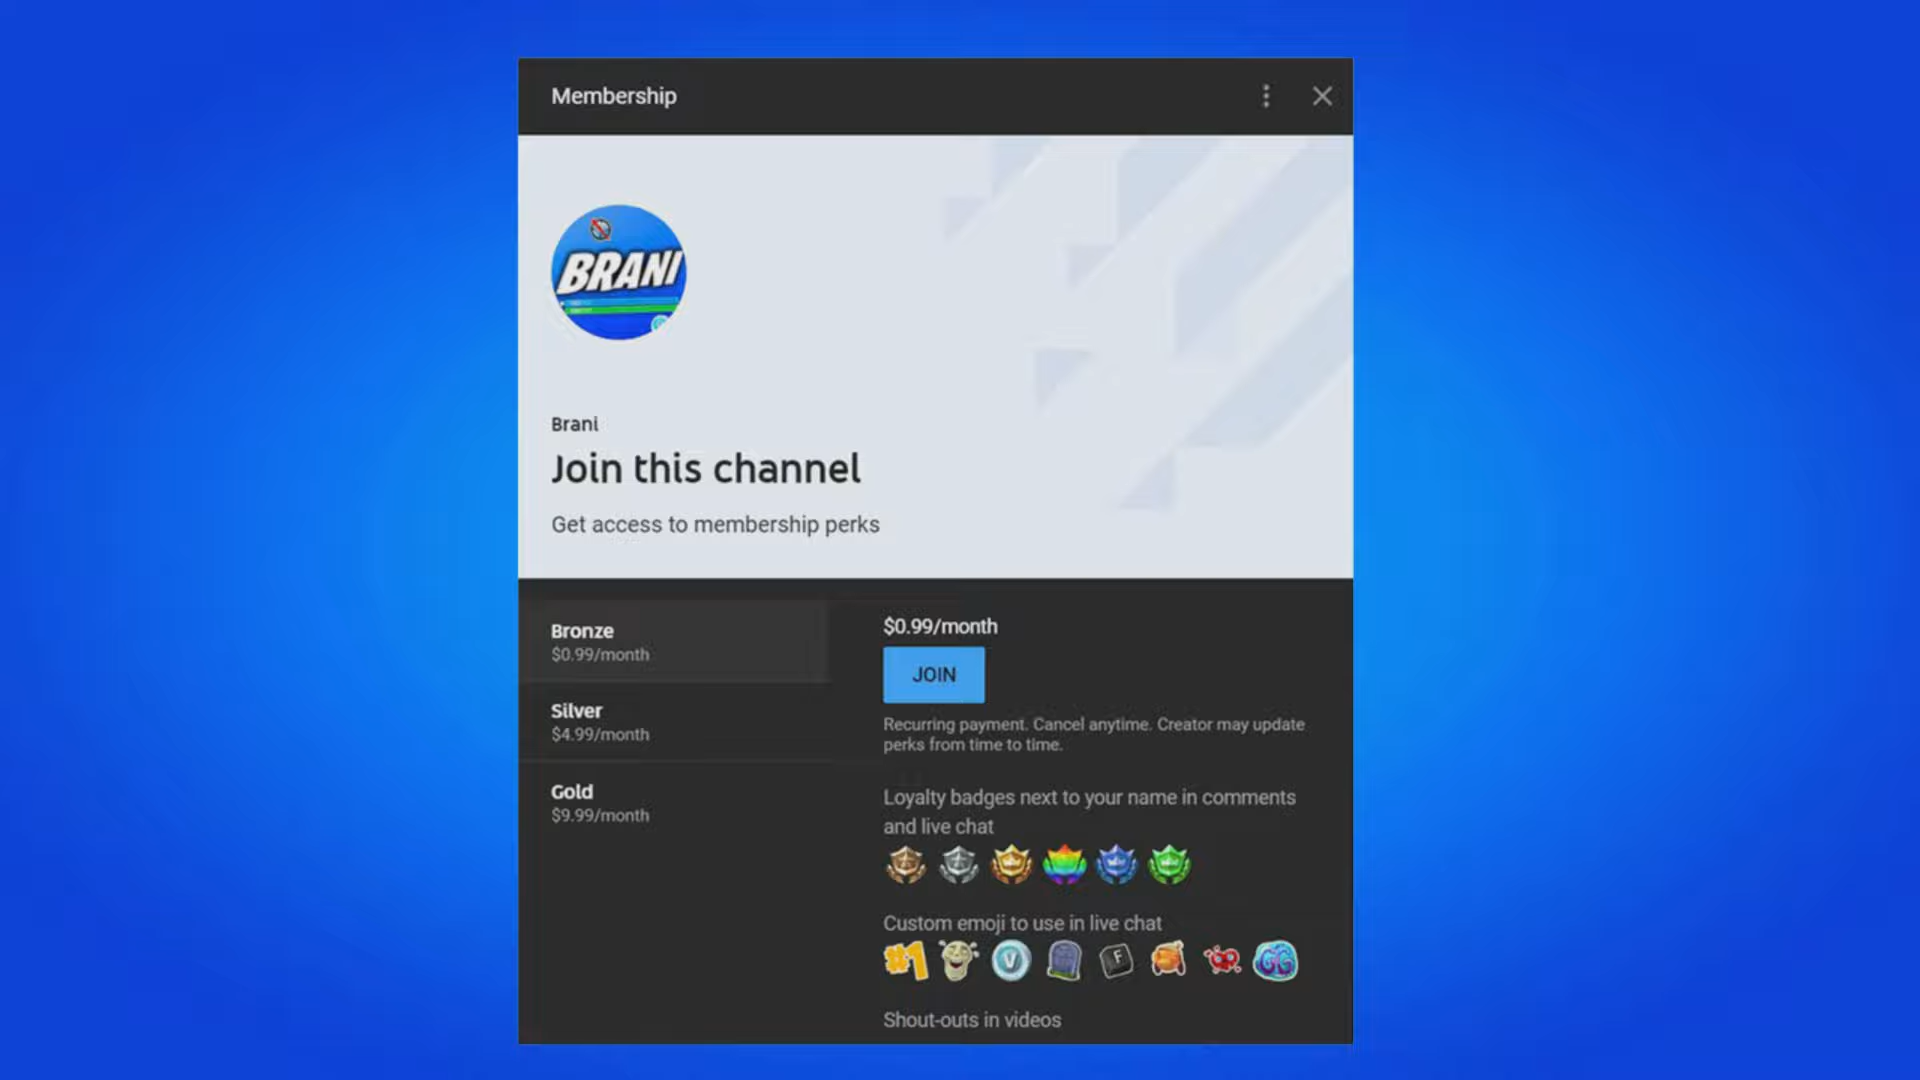 Membership
BRANI
Brani
Join this channel
Get access to membership perks
Bronze
$0.99/month
Silver
$4.99/month
Gold
$9.99/month
$0.99/month
JOIN
Recurring payment. Cancel anytime. Creator may update
perks from time to time.
Loyalty badges next to your name in comments
and live chat
Custom emoji to use in live chat
#1
V
F
GG
Shout-outs in videos